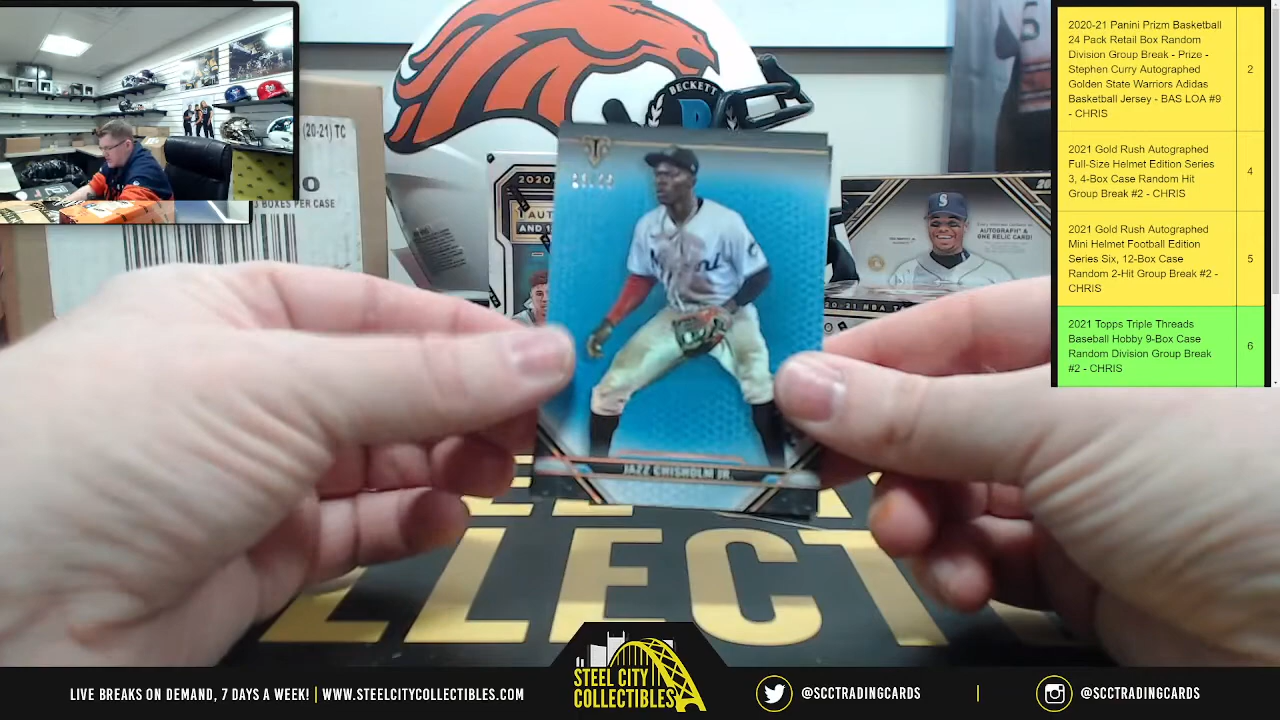 2020-21 Panini Prizm Basketball
24 Pack Retail Box Random
Division Group Break - Prize -
Stephen Curry Autographed
Golden State Warriors Adidas
Basketball Jersey - BAS LOA #9
- CHRIS
2
2021 Gold Rush Autographed
Full-Size Helmet Edition Series
3, 4-Box Case Random Hit
Group Break #2 - CHRIS
4
2021 Gold Rush Autographed
Mini Helmet Football Edition
Series Six, 12-Box Case
Random 2-Hit Group Break #2 -
CHRIS
5
2021 Topps Triple Threads
Baseball Hobby 9-Box Case
Random Division Group Break
#2 - CHRIS
6
(20-21) TC
3 BOXES PER CASE
BECKETT
2020
AUTOGRAPH &
ONE RELIC CARD!
JAZZ CHISHOLM JR
LLECT
STEEL CITY
COLLECTIBLES
LIVE BREAKS ON DEMAND, 7 DAYS A WEEK! | WWW.STEELCITYCOLLECTIBLES.COM
@SCCTRADINGCARDS
@SCCTRADINGCARDS